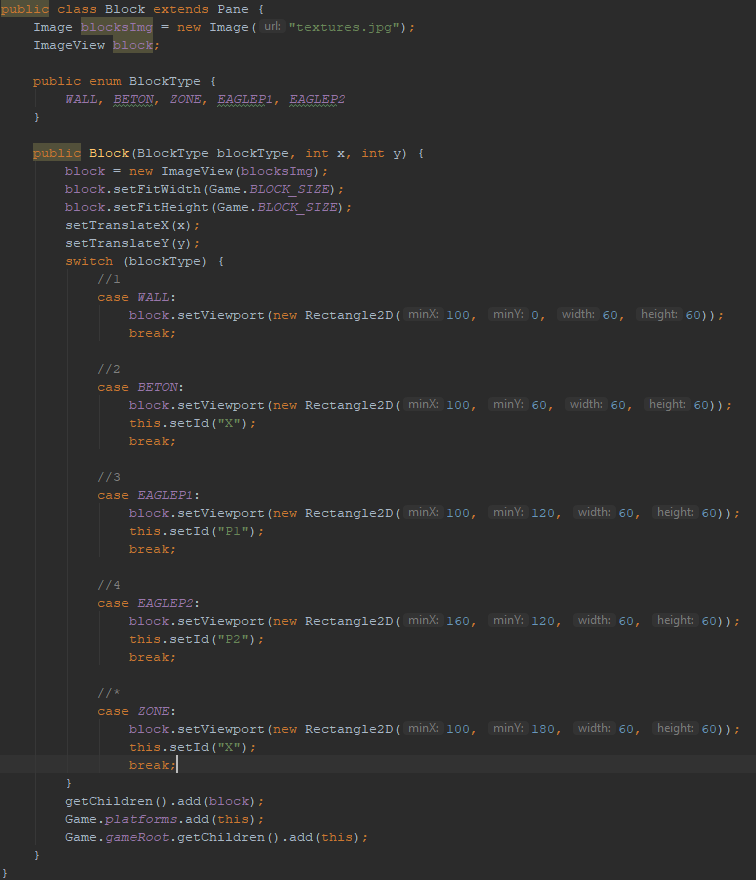 public class Block extends Pane {
    Image blocksImg = new Image( url: "textures.jpg");
    ImageView block;

    public enum BlockType {
        WALL, BETON, ZONE, EAGLEP1, EAGLEP2
    }

    public Block(BlockType blockType, int x, int y) {
        block = new ImageView(blocksImg);
        block.setFitWidth(Game.BLOCK_SIZE);
        block.setFitHeight(Game.BLOCK_SIZE);
        setTranslateX(x);
        setTranslateY(y);
        switch (blockType) {
            //1
            case WALL:
                block.setViewport(new Rectangle2D( minX: 100, minY: 0, width: 60, height: 60));
                break;

            //2
            case BETON:
                block.setViewport(new Rectangle2D( minX: 100, minY: 60, width: 60, height: 60));
                this.setId("X");
                break;

            //3
            case EAGLEP1:
                block.setViewport(new Rectangle2D( minX: 100, minY: 120, width: 60, height: 60));
                this.setId("P1");
                break;

            //4
            case EAGLEP2:
                block.setViewport(new Rectangle2D( minX: 160, minY: 120, width: 60, height: 60));
                this.setId("P2");
                break;

            //*
            case ZONE:
                block.setViewport(new Rectangle2D( minX: 100, minY: 180, width: 60, height: 60));
                this.setId("X");
                break;
        }
        getChildren().add(block);
        Game.platforms.add(this);
        Game.gameRoot.getChildren().add(this);
    }
}